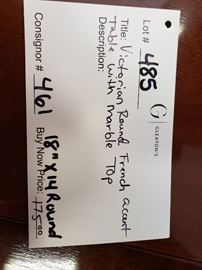 Lot # 485
G
GLEATON'S
Title: Victorian Round French accent
Table with marble Top
Description:
18" X 14 Round
Consignor # 461
Buy Now Price: 175.00